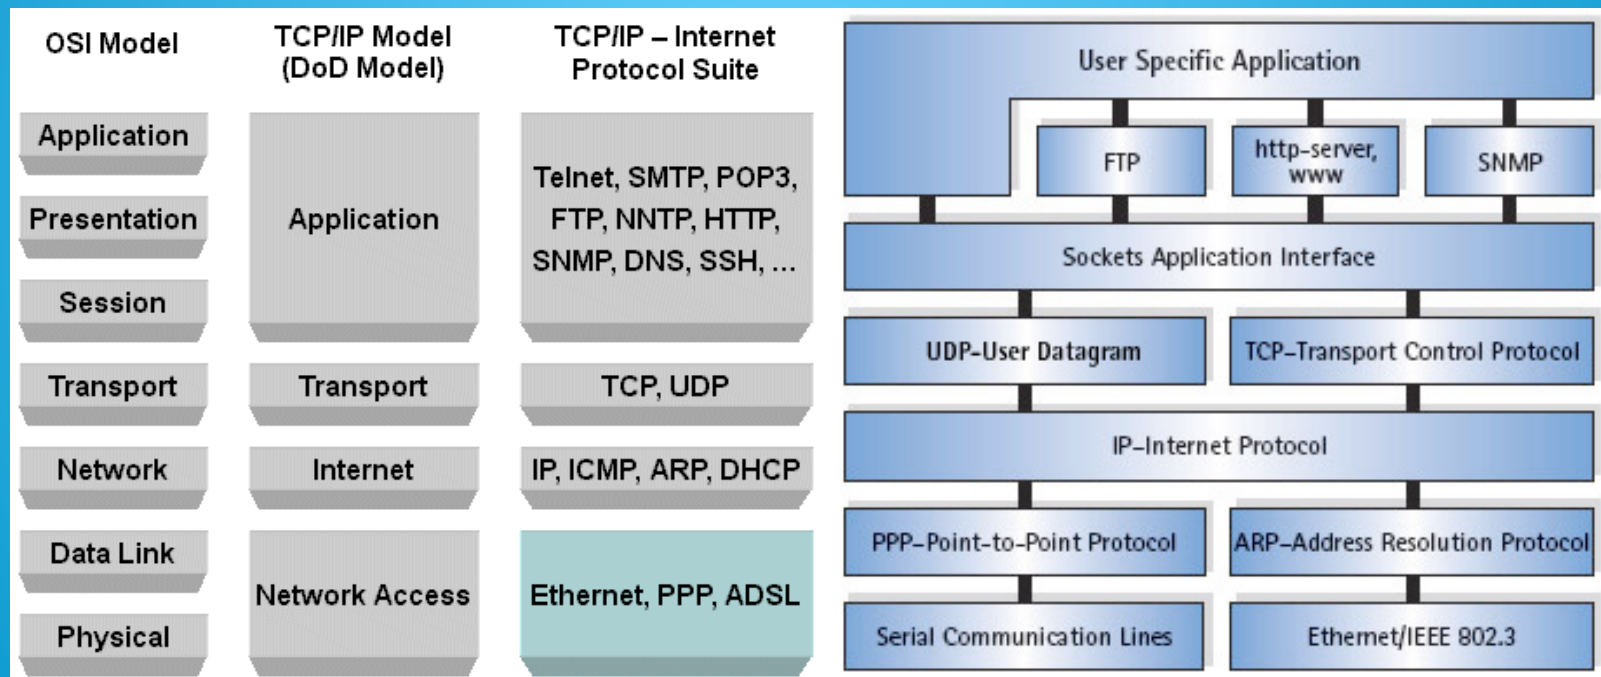 OSI Model
TCP/IP Model
(DoD Model)
TCP/IP – Internet
Protocol Suite
Application
Presentation
Session
Transport
Network
Data Link
Physical
Application
Transport
Internet
Network Access
Telnet, SMTP, POP3,
FTP, NNTP, HTTP,
SNMP, DNS, SSH, ...
TCP, UDP
IP, ICMP, ARP, DHCP
Ethernet, PPP, ADSL
User Specific Application
FTP
http-server,
www
SNMP
Sockets Application Interface
UDP-User Datagram
TCP-Transport Control Protocol
IP-Internet Protocol
PPP-Point-to-Point Protocol
ARP-Address Resolution Protocol
Serial Communication Lines
Ethernet/IEEE 802.3